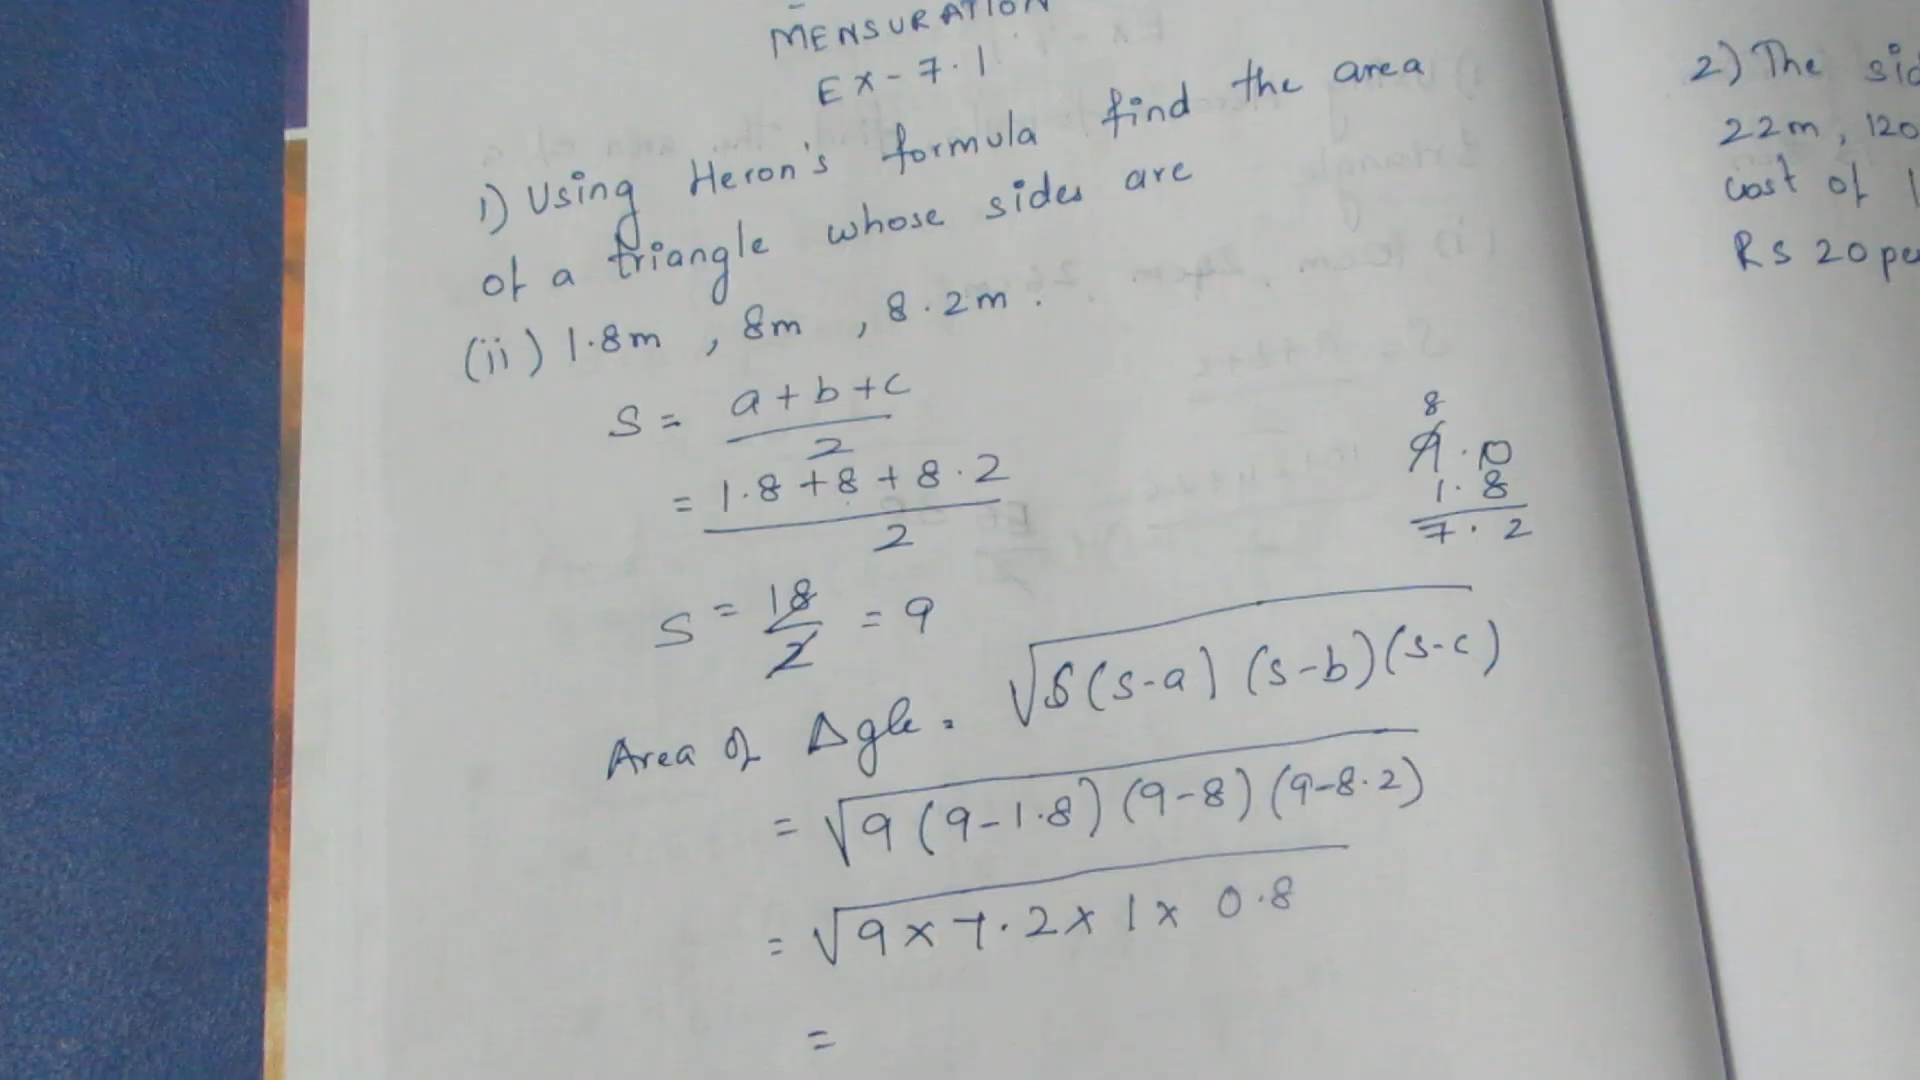 MENSURATION
Ex-7.1
1) Using Heron's formula find the area
of a triangle whose sides are
(ii) 1.8m, 8m, 8.2m.
S = a+b+c
2
= 1.8+8+8.2
2
S = 18/2 = 9
8
9.10
1.8
7.2
Area of Δgle = √S(s-a)(s-b)(s-c)
= √9(9-1.8)(9-8)(9-8.2)
= √9×7.2×1×0.8
=
2) The
22m, 120
cost of
Rs 20